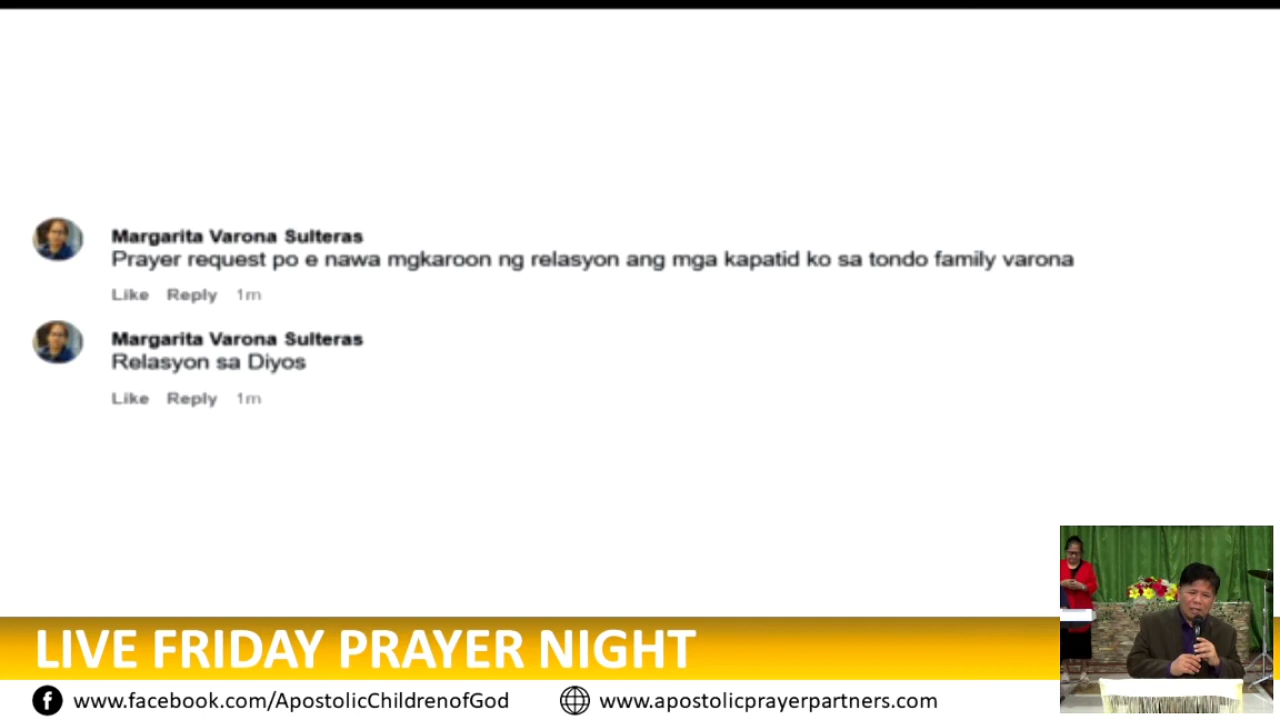 Margarita Varona Sulteras
Prayer request po e nawa mgkaroon ng relasyon ang mga kapatid ko sa tondo family varona
Like Reply 1m
Margarita Varona Sulteras
Relasyon sa Diyos
Like Reply 1m
LIVE FRIDAY PRAYER NIGHT
www.facebook.com/ApostolicChildrenofGod www.apostolicprayerpartners.com